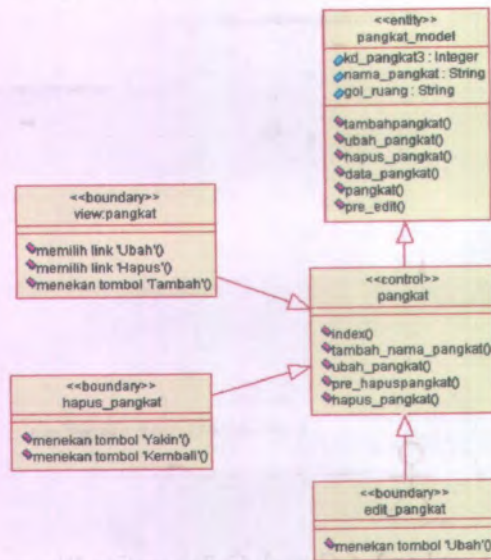 <<entity>>
pangkat_model
kd_pangkat3 : Integer
nama_pangkat : String
gol_ruang : String
tambahpangkat()
ubah_pangkat()
hapus_pangkat()
data_pangkat()
pangkat()
pre_edit()
<<boundary>>
view:pangkat
memilih link 'Ubah'()
memilih link 'Hapus'()
menekan tombol 'Tambah'()
<<control>>
pangkat
index()
tambah_nama_pangkat()
ubah_pangkat()
pre_hapuspangkat()
hapus_pangkat()
<<boundary>>
hapus_pangkat
menekan tombol 'Yakin'()
menekan tombol 'Kembali'()
<<boundary>>
edit_pangkat
menekan tombol 'Ubah'()